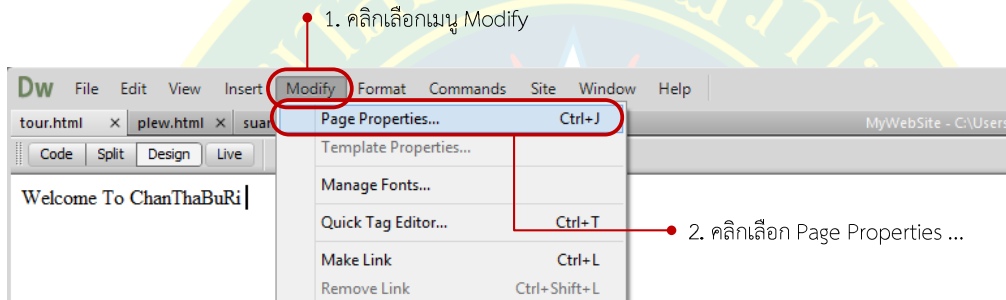 1. คลิกเลือกเมนู Modify
Dw File Edit View Insert Modify Format Commands Site Window Help
tour.html × plew.html × suar MyWebSite - C:\Users
Page Properties... Ctrl+J
Code Split Design Live
Template Properties...
Welcome To ChanThaBuRi
Manage Fonts...
Quick Tag Editor... Ctrl+T
2. คลิกเลือก Page Properties ...
Make Link Ctrl+L
Remove Link Ctrl+Shift+L